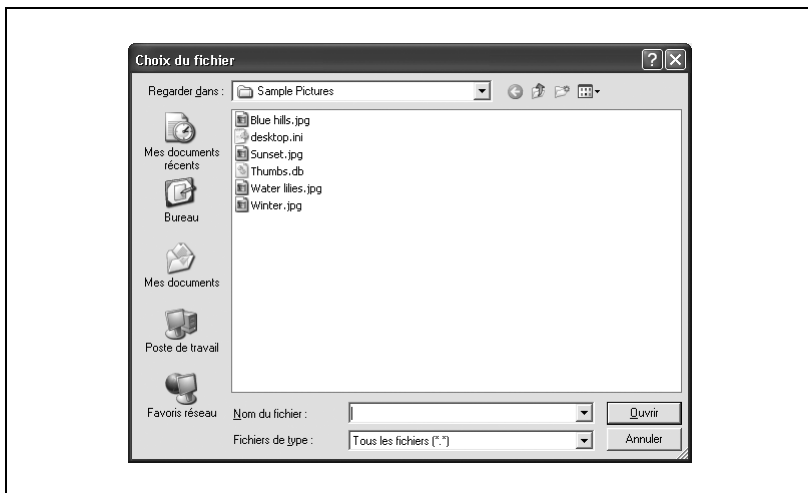 Choix du fichier
Regarder dans : Sample Pictures
Mes documents
récents
Bureau
Mes documents
Poste de travail
Favoris réseau
Blue hills.jpg
desktop.ini
Sunset.jpg
Thumbs.db
Water lilies.jpg
Winter.jpg
Nom du fichier : Ouvrir
Fichiers de type : Tous les fichiers (*.*) Annuler